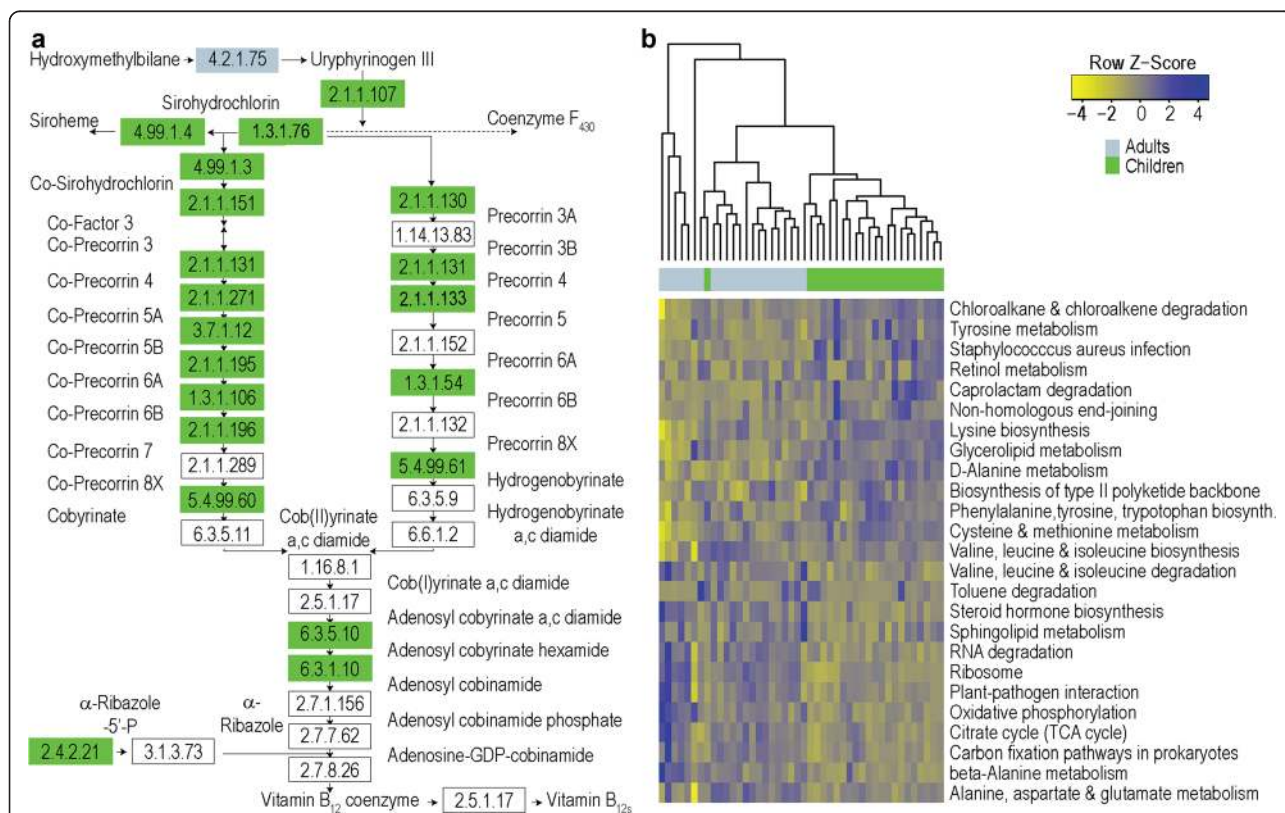 a
Hydroxymethylbilane
4.2.1.75
Uryphyrinogen III
2.1.1.107
Sirohydrochlorin
Siroheme
4.99.1.4
1.3.1.76
Coenzyme F430
4.99.1.3
Co-Sirohydrochlorin
2.1.1.151
Co-Factor 3
Co-Precorrin 3
2.1.1.131
Co-Precorrin 4
2.1.1.271
Co-Precorrin 5A
3.7.1.12
Co-Precorrin 5B
2.1.1.195
Co-Precorrin 6A
1.3.1.106
Co-Precorrin 6B
2.1.1.196
Co-Precorrin 7
2.1.1.289
Co-Precorrin 8X
5.4.99.60
Cobyrinate
6.3.5.11
2.1.1.130
Precorrin 3A
1.14.13.83
Precorrin 3B
2.1.1.131
Precorrin 4
2.1.1.133
Precorrin 5
2.1.1.152
Precorrin 6A
1.3.1.54
Precorrin 6B
2.1.1.132
Precorrin 8X
5.4.99.61
Hydrogenobyrinate
6.3.5.9
Hydrogenobyrinate
a,c diamide
6.6.1.2
Cob(II)yrinate
a,c diamide
1.16.8.1
Cob(I)yrinate a,c diamide
2.5.1.17
Adenosyl cobyrinate a,c diamide
6.3.5.10
Adenosyl cobyrinate hexamide
6.3.1.10
Adenosyl cobinamide
2.7.1.156
Adenosyl cobinamide phosphate
2.7.7.62
Adenosine-GDP-cobinamide
2.7.8.26
α-Ribazole
-5'-P
α-
Ribazole
2.4.2.21
3.1.3.73
Vitamin B12 coenzyme
2.5.1.17
Vitamin B12s
b
Row Z-Score
-4 -2 0 2 4
Adults
Children
Chloroalkane & chloroalkene degradation
Tyrosine metabolism
Staphylococccus aureus infection
Retinol metabolism
Caprolactam degradation
Non-homologous end-joining
Lysine biosynthesis
Glycerolipid metabolism
D-Alanine metabolism
Biosynthesis of type II polyketide backbone
Phenylalanine,tyrosine, trypotophan biosynth.
Cysteine & methionine metabolism
Valine, leucine & isoleucine biosynthesis
Valine, leucine & isoleucine degradation
Toluene degradation
Steroid hormone biosynthesis
Sphingolipid metabolism
RNA degradation
Ribosome
Plant-pathogen interaction
Oxidative phosphorylation
Citrate cycle (TCA cycle)
Carbon fixation pathways in prokaryotes
beta-Alanine metabolism
Alanine, aspartate & glutamate metabolism